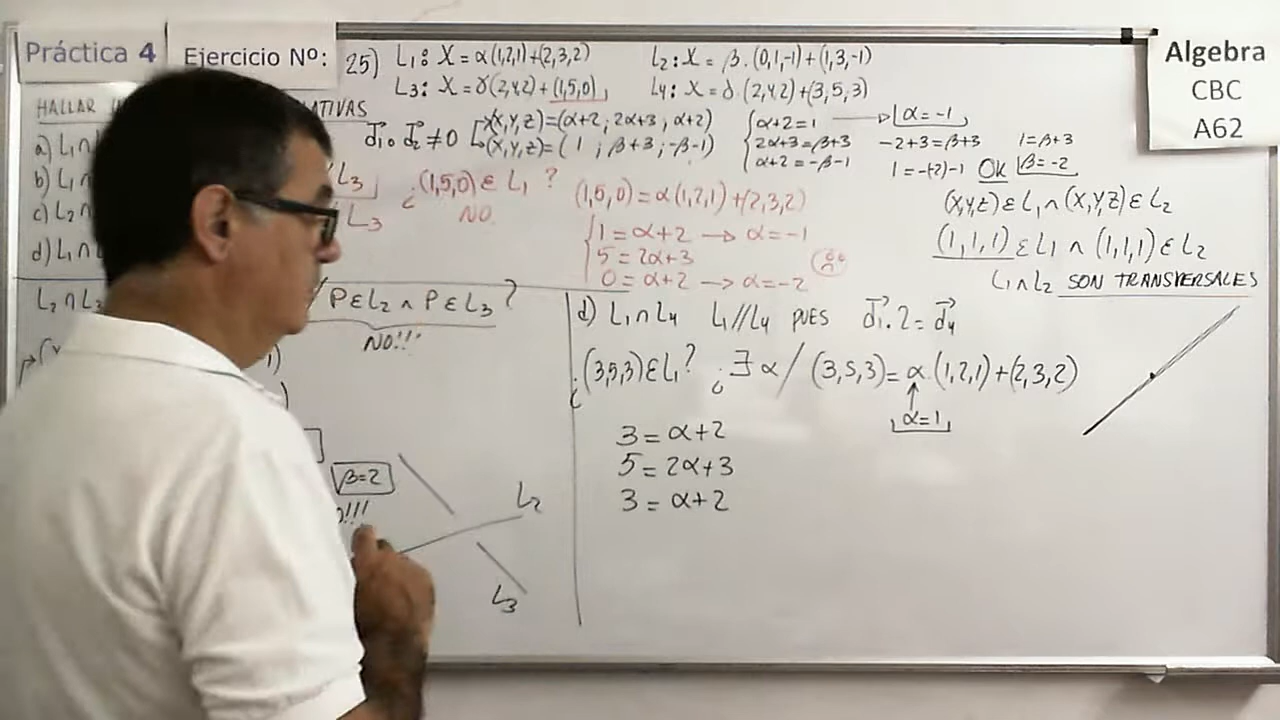 Práctica 4 Ejercicio Nº: 25) L₁: X = α(1,2,1)+(2,3,2) L₂: X = β.(0,1,-1)+(1,3,-1)
L₃: X = γ(2,4,2)+(1,5,0) L₄: X = δ.(2,4,2)+(3,5,3)
Algebra
CBC
A62
HALLAR
a) L₁∩
b) L₁
c) L₂∩
d) L₁∩
d₁∘d₂≠0 (x,y,z)=(α+2; 2α+3; α+2)
(x,y,z)=( 1 ; β+3; -β-1)
α+2=1 → α=-1
2α+3=β+3 -2+3=β+3 1=β+3
α+2=-β-1 1=-(-2)-1 OK β=-2
(x,y,z)∈L₁ ∧ (x,y,z)∈L₂
(1,1,1)∈L₁ ∧ (1,1,1)∈L₂
L₁∩L₂ SON TRANSVERSALES
L₃
L₃
¿(1,5,0)∈L₁?
NO
(1,5,0)=α(1,2,1)+(2,3,2)
1=α+2 → α=-1
5=2α+3
0=α+2 → α=-2
L₂∩L₃ / P∈L₂ ∧ P∈L₃?
NO!!!
β=2
!!!
L₂
L₃
d) L₁∩L₄ L₁//L₄ PUES d₁.2=d₄
¿(3,5,3)∈L₁? ¿∃α/(3,5,3)=α.(1,2,1)+(2,3,2)
α=1
3=α+2
5=2α+3
3=α+2